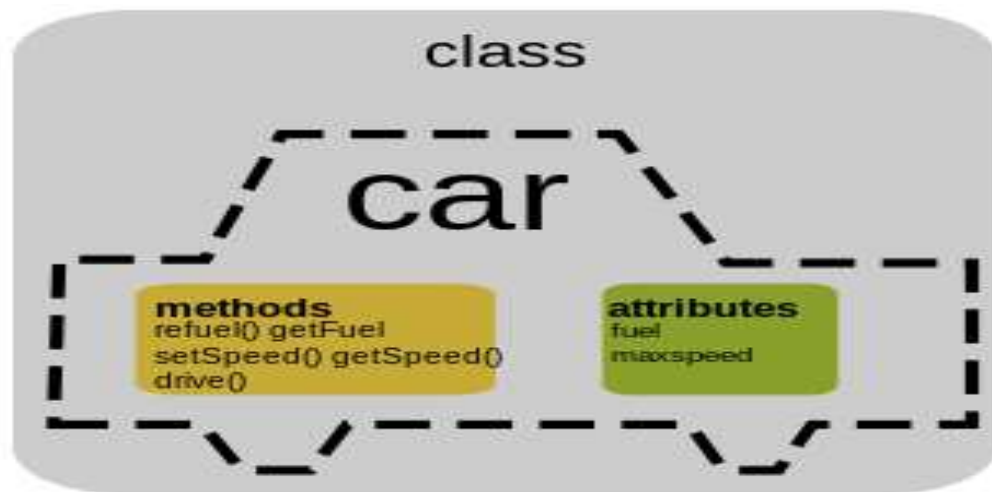 class
car
methods
refuel() getFuel
setSpeed() getSpeed()
drive()
attributes
fuel
maxspeed